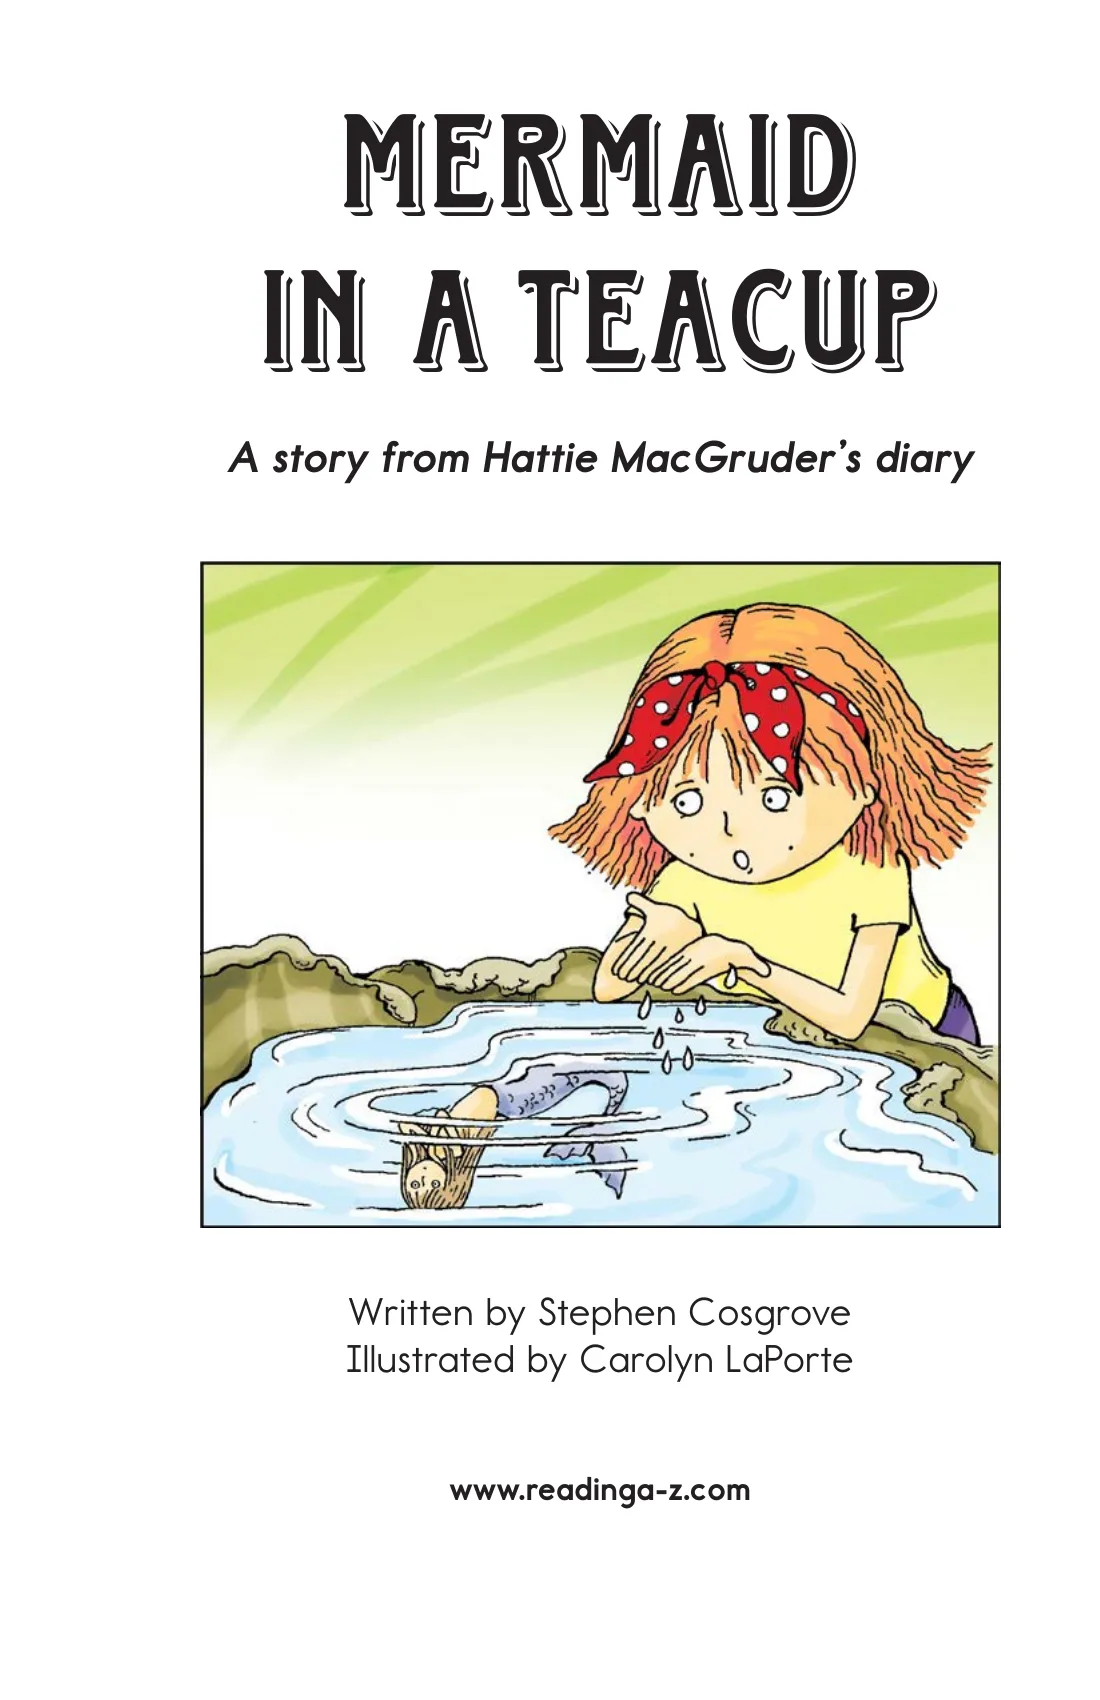 MERMAID
IN A TEACUP
A story from Hattie MacGruder’s diary
Written by Stephen Cosgrove
Illustrated by Carolyn LaPorte
www.readinga-z.com